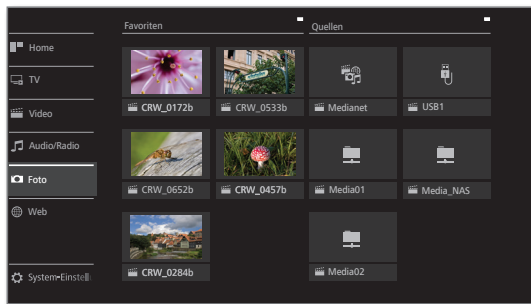 Favoriten
Quellen
Home
TV
Video
Audio/Radio
Foto
Web
System-Einstell
CRW_0172b
CRW_0533b
Medianet
USB1
CRW_0652b
CRW_0457b
Media01
Media_NAS
CRW_0284b
Media02